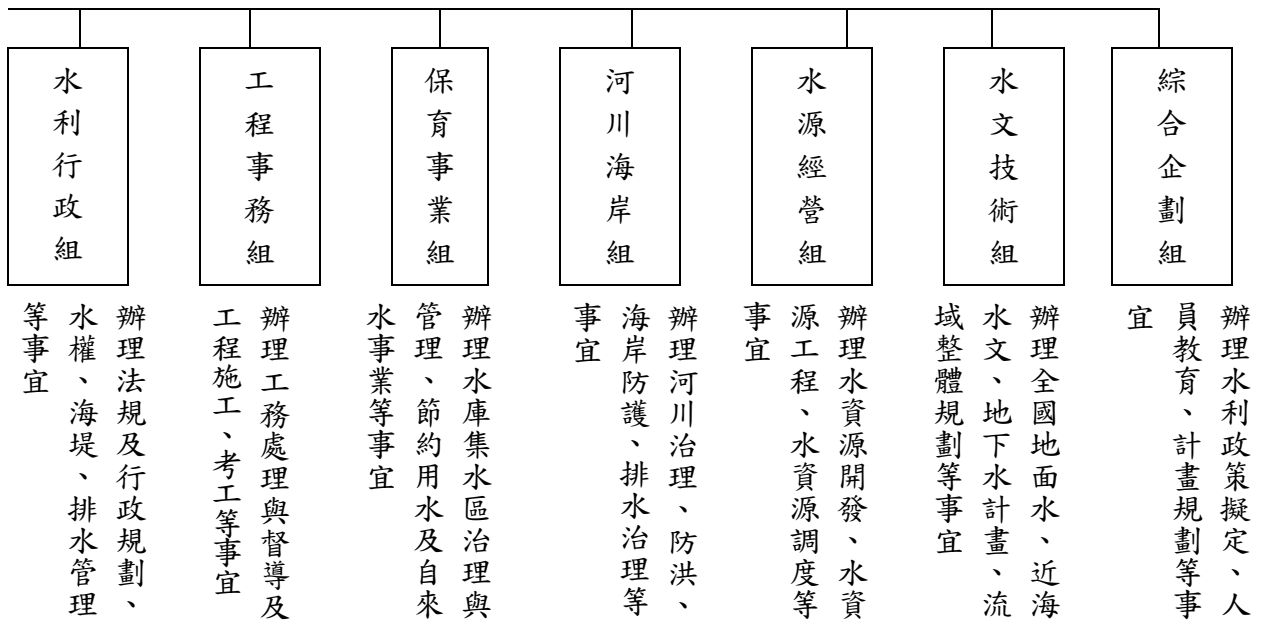 綜合企劃組
辦理水利政策擬定、人
員教育、計畫規劃等事
宜
水文技術組
辦理全國地面水、近海
水文、地下水計畫、流
域整體規劃等事宜
水源經營組
辦理水資源開發、水資
源工程、水資源調度等
事宜
河川海岸組
辦理河川治理、防洪、
海岸防護、排水治理等
事宜
保育事業組
辦理水庫集水區治理與
管理、節約用水及自來
水事業等事宜
工程事務組
辦理工務處理與督導及
工程施工、考工等事宜
水利行政組
辦理法規及行政規劃、
水權、海堤、排水管理
等事宜